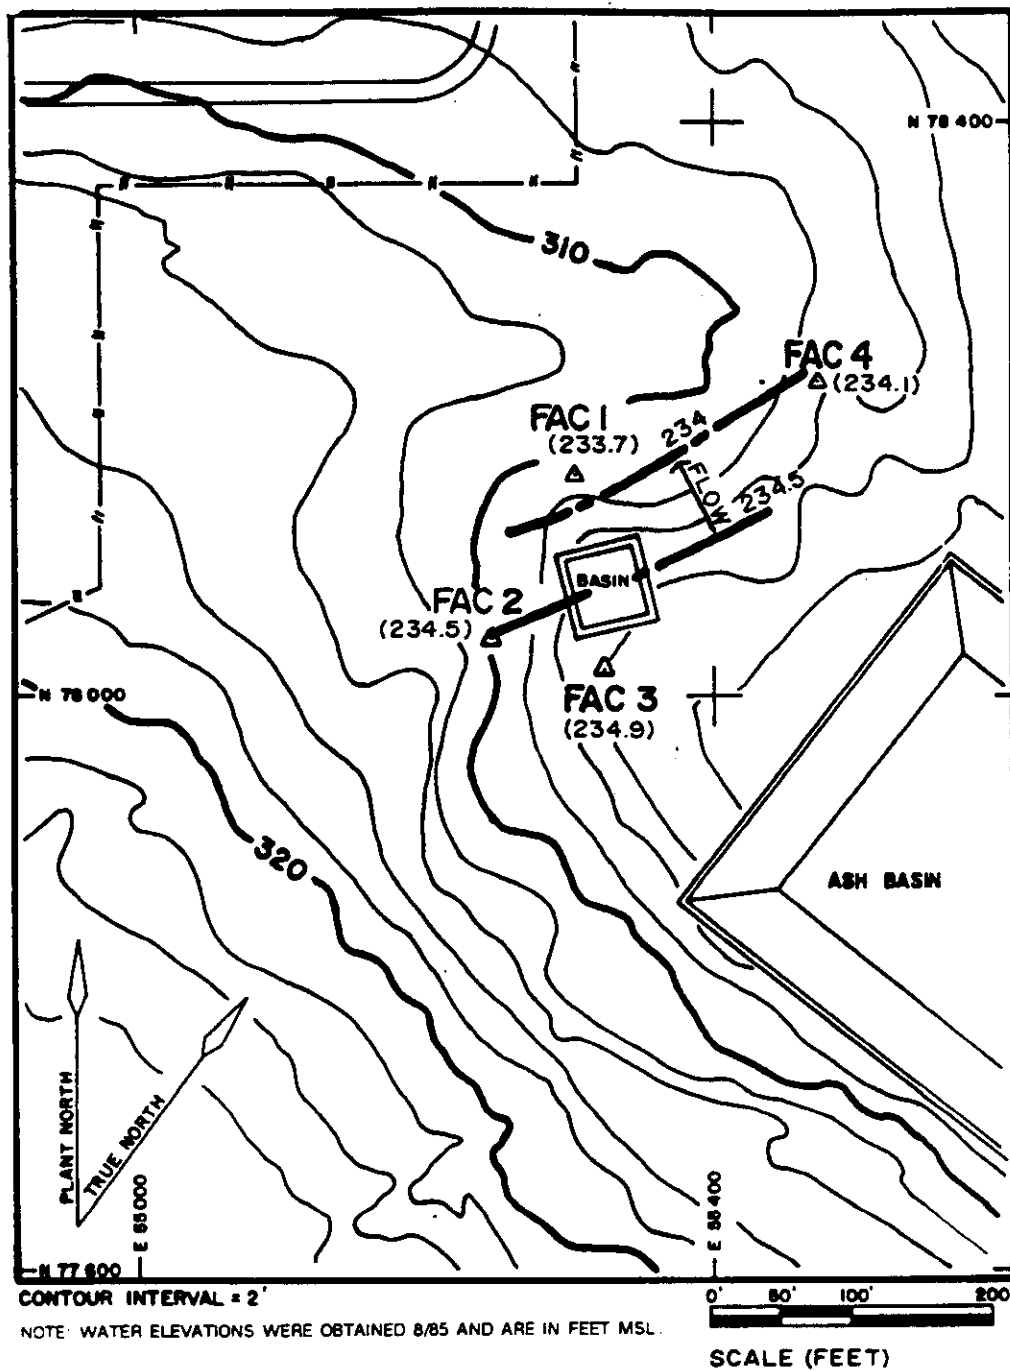 N 78 400
310
FAC 4
(234.1)
FAC 1
(233.7)
234
FLOW
234.5
BASIN
FAC 2
(234.5)
N 78 000
FAC 3
(234.9)
320
ASH BASIN
PLANT NORTH
TRUE NORTH
E 55 000
E 55 400
N 77 600
CONTOUR INTERVAL = 2'
0' 50' 100' 200
NOTE: WATER ELEVATIONS WERE OBTAINED 8/85 AND ARE IN FEET MSL.
SCALE (FEET)